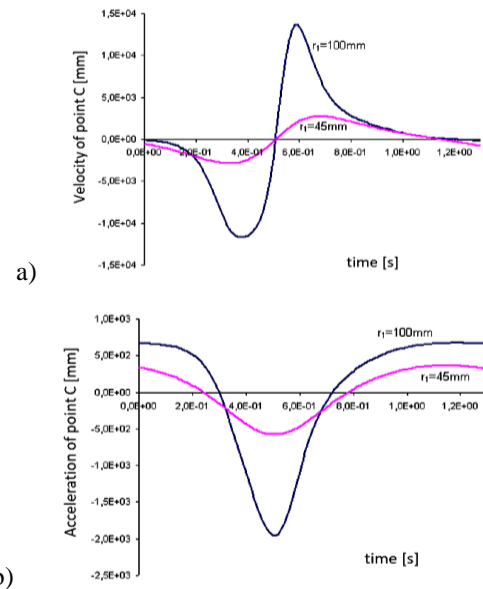 1,5E+04
1,0E+04
5,0E+03
0,0E+00
-5,0E+03
-1,0E+04
-1,5E+04
Velocity of point C [mm]
r₁=100mm
r₁=45mm
0,0E+00 2,0E-01 4,0E-01 6,0E-01 8,0E-01 1,0E+00 1,2E+00
time [s]
a)
1,0E+03
5,0E+02
0,0E+00
-5,0E+02
-1,0E+03
-1,5E+03
-2,0E+03
-2,5E+03
Acceleration of point C [mm]
r₁=100mm
r₁=45mm
0,0E+00 2,0E-01 4,0E-01 6,0E-01 8,0E-01 1,0E+00 1,2E+00
time [s]